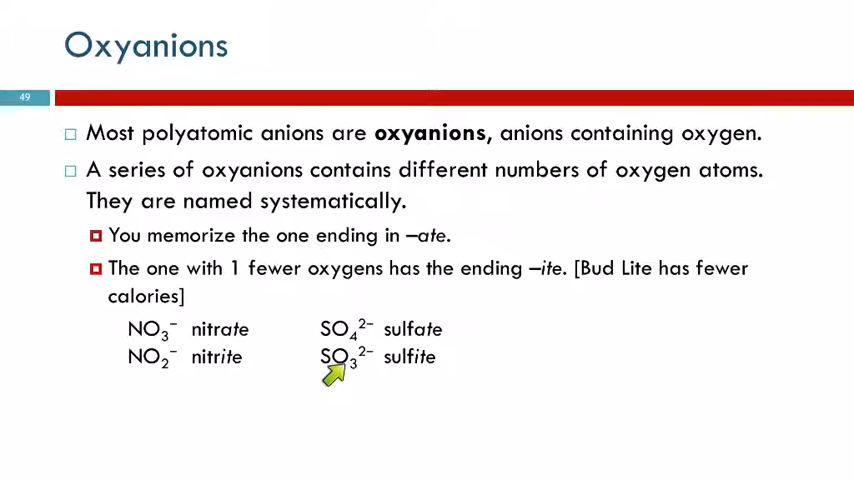 Oxyanions
49
Most polyatomic anions are oxyanions, anions containing oxygen.
A series of oxyanions contains different numbers of oxygen atoms.
They are named systematically.
You memorize the one ending in –ate.
The one with 1 fewer oxygens has the ending –ite. [Bud Lite has fewer
calories]
NO₃⁻ nitrate SO₄²⁻ sulfate
NO₂⁻ nitrite SO₃²⁻ sulfite